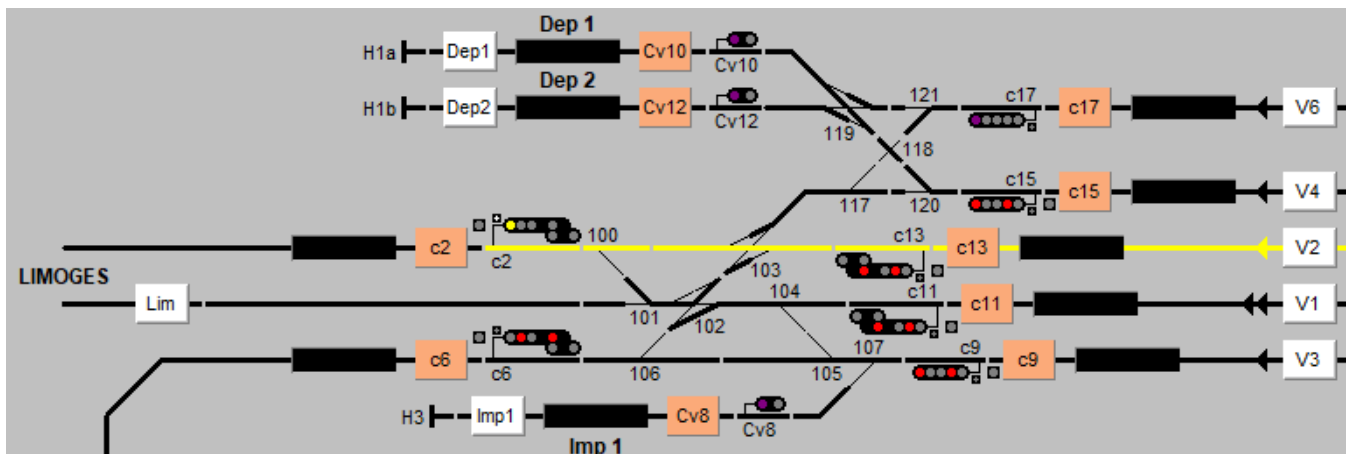 Dep 1
H1a Dep1 Cv10 Cv10
Dep 2
H1b Dep2 Cv12 Cv12 119 121 c17 c17 V6
118
117 120 c15 c15 V4
c2 c2 100 103 c13 c13 V2
LIMOGES
Lim 101 102 104 c11 c11 V1
c6 c6 106 105 107 c9 c9 V3
H3 Imp1 Cv8 Cv8
Imp 1